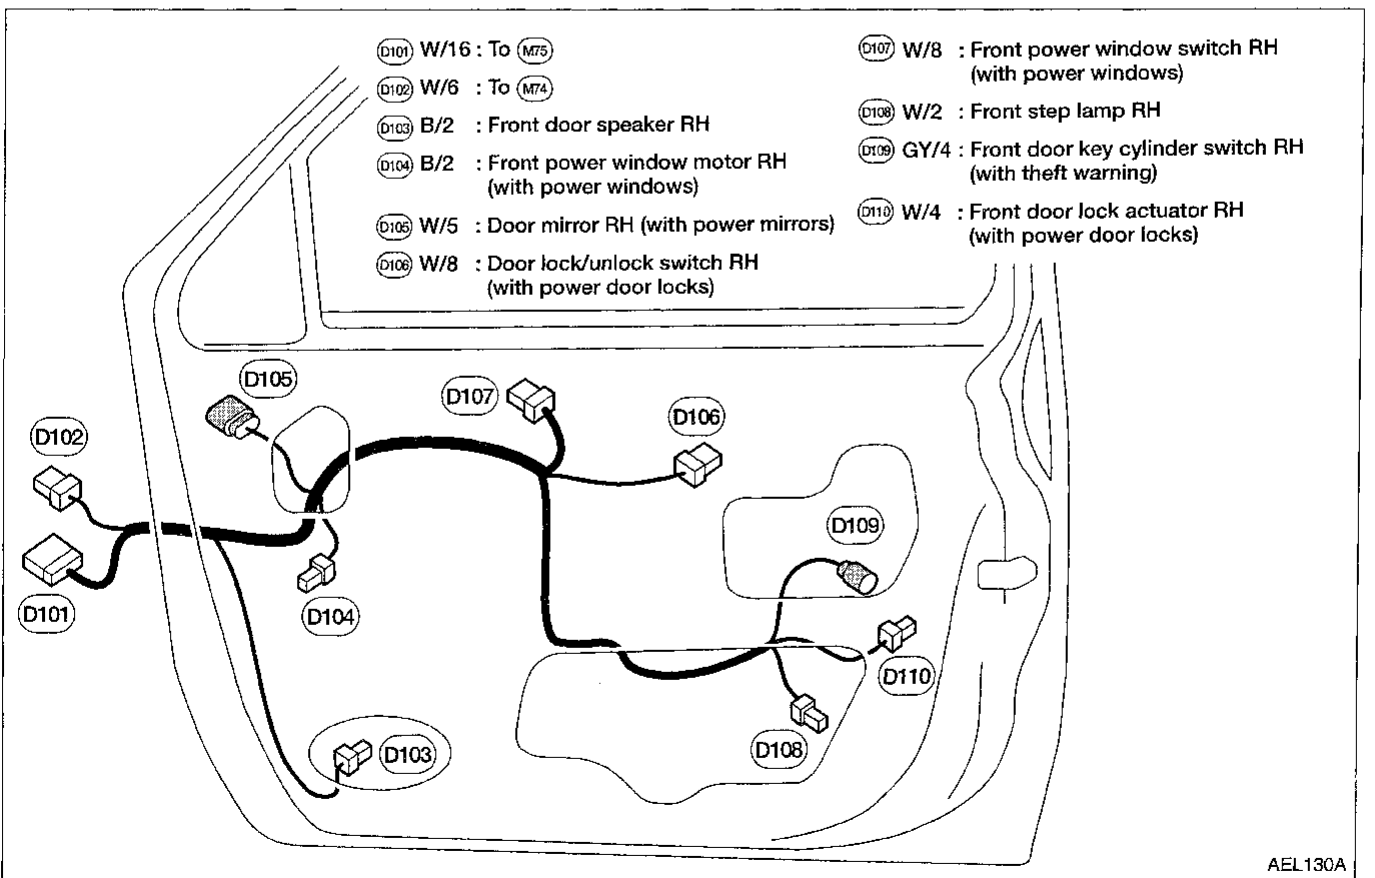 D101 W/16 : To M75
D102 W/6 : To M74
D103 B/2 : Front door speaker RH
D104 B/2 : Front power window motor RH
(with power windows)
D105 W/5 : Door mirror RH (with power mirrors)
D106 W/8 : Door lock/unlock switch RH
(with power door locks)
D107 W/8 : Front power window switch RH
(with power windows)
D108 W/2 : Front step lamp RH
D109 GY/4 : Front door key cylinder switch RH
(with theft warning)
D110 W/4 : Front door lock actuator RH
(with power door locks)
D105
D107
D106
D102
D109
D101
D104
D110
D103
D108
AEL130A